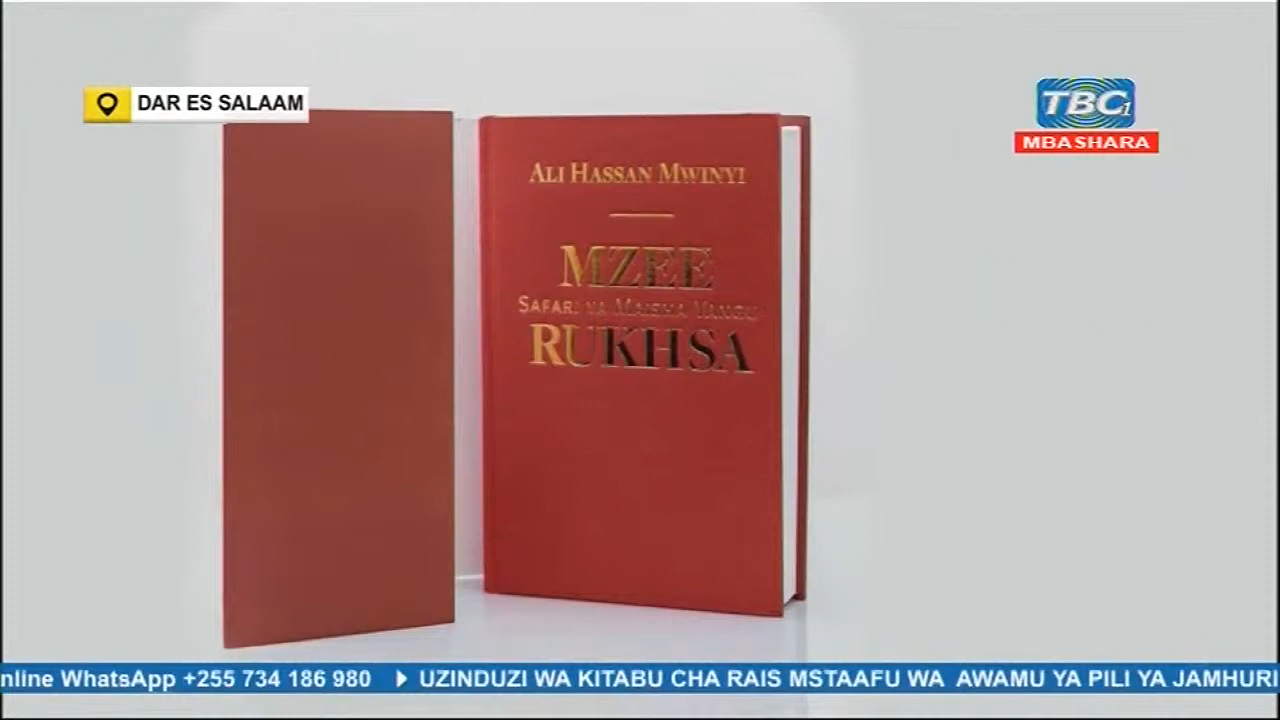 DAR ES SALAAM
TBC1
MBASHARA
ALI HASSAN MWINYI
MZEE
SAFARI YA MAISHA YANGU
RUKHSA
nline WhatsApp +255 734 186 980 UZINDUZI WA KITABU CHA RAIS MSTAAFU WA AWAMU YA PILI YA JAMHURI